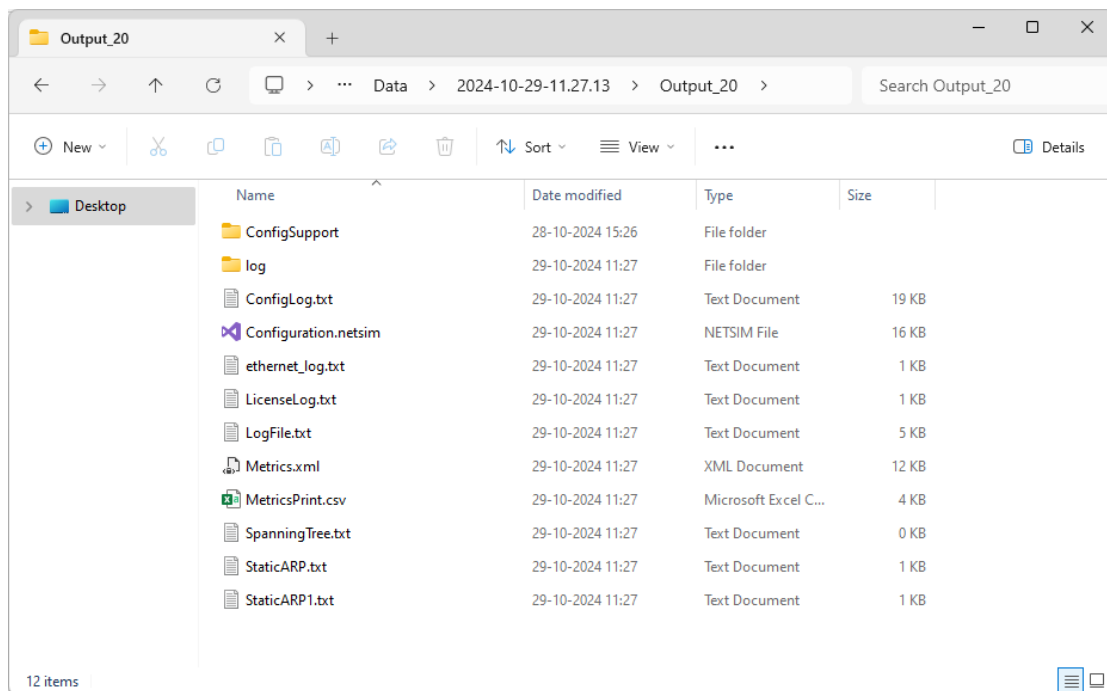 Output_20
Data 2024-10-29-11.27.13 Output_20 Search Output_20
New Sort View Details
Desktop
Name Date modified Type Size
ConfigSupport 28-10-2024 15:26 File folder
log 29-10-2024 11:27 File folder
ConfigLog.txt 29-10-2024 11:27 Text Document 19 KB
Configuration.netsim 29-10-2024 11:27 NETSIM File 16 KB
ethernet_log.txt 29-10-2024 11:27 Text Document 1 KB
LicenseLog.txt 29-10-2024 11:27 Text Document 1 KB
LogFile.txt 29-10-2024 11:27 Text Document 5 KB
Metrics.xml 29-10-2024 11:27 XML Document 12 KB
MetricsPrint.csv 29-10-2024 11:27 Microsoft Excel C... 4 KB
SpanningTree.txt 29-10-2024 11:27 Text Document 0 KB
StaticARP.txt 29-10-2024 11:27 Text Document 1 KB
StaticARP1.txt 29-10-2024 11:27 Text Document 1 KB
12 items